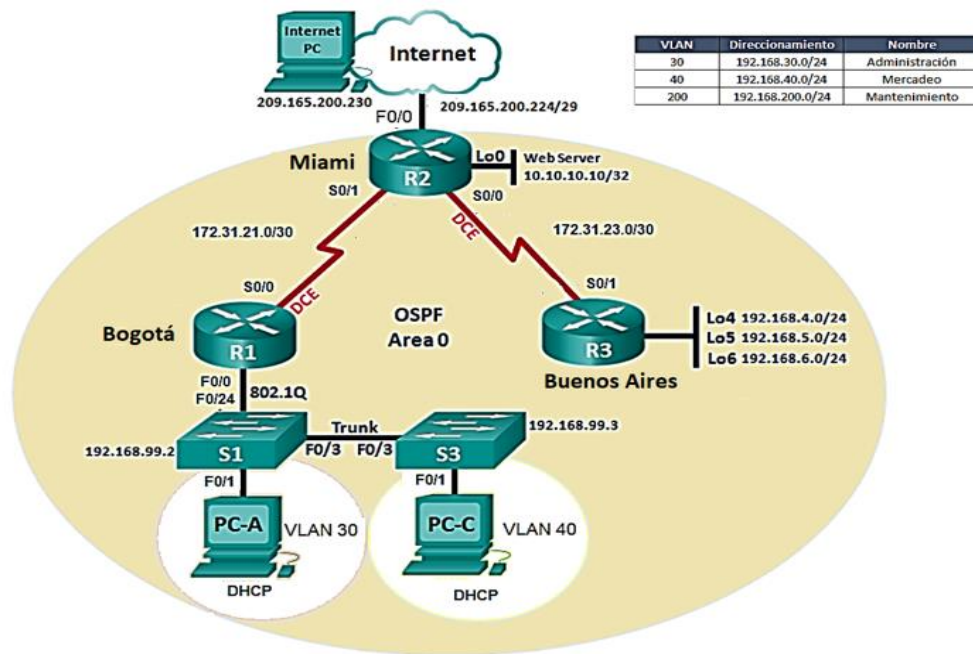 Internet
PC
Internet
209.165.200.230
209.165.200.224/29
VLAN Direccionamiento Nombre
30 192.168.30.0/24 Administración
40 192.168.40.0/24 Mercadeo
200 192.168.200.0/24 Mantenimiento
F0/0
Miami
R2
Lo0
Web Server
10.10.10.10/32
S0/1
S0/0
DCE
172.31.21.0/30
172.31.23.0/30
S0/0
DCE
S0/1
Bogotá
R1
OSPF
Area 0
R3
Buenos Aires
Lo4 192.168.4.0/24
Lo5 192.168.5.0/24
Lo6 192.168.6.0/24
F0/0
F0/24
802.1Q
Trunk
F0/3 F0/3
192.168.99.2
S1
S3
192.168.99.3
F0/1
F0/1
PC-A
VLAN 30
PC-C
VLAN 40
DHCP
DHCP